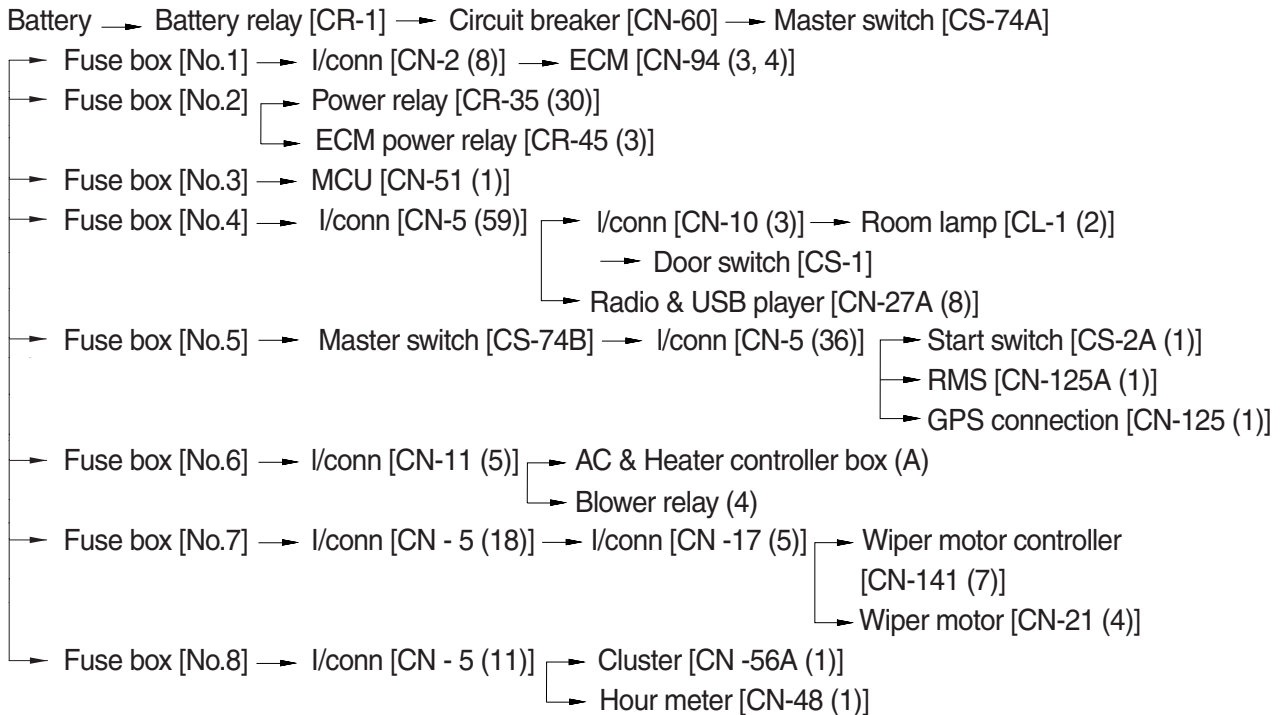 Battery → Battery relay [CR-1] → Circuit breaker [CN-60] → Master switch [CS-74A]
Fuse box [No.1] → I/conn [CN-2 (8)] → ECM [CN-94 (3, 4)]
Fuse box [No.2] → Power relay [CR-35 (30)]
→ ECM power relay [CR-45 (3)]
Fuse box [No.3] → MCU [CN-51 (1)]
Fuse box [No.4] → I/conn [CN-5 (59)] → I/conn [CN-10 (3)] → Room lamp [CL-1 (2)]
→ Door switch [CS-1]
→ Radio & USB player [CN-27A (8)]
Fuse box [No.5] → Master switch [CS-74B] → I/conn [CN-5 (36)] → Start switch [CS-2A (1)]
→ RMS [CN-125A (1)]
→ GPS connection [CN-125 (1)]
Fuse box [No.6] → I/conn [CN-11 (5)] → AC & Heater controller box (A)
→ Blower relay (4)
Fuse box [No.7] → I/conn [CN - 5 (18)] → I/conn [CN -17 (5)] → Wiper motor controller
[CN-141 (7)]
→ Wiper motor [CN-21 (4)]
Fuse box [No.8] → I/conn [CN - 5 (11)] → Cluster [CN -56A (1)]
→ Hour meter [CN-48 (1)]